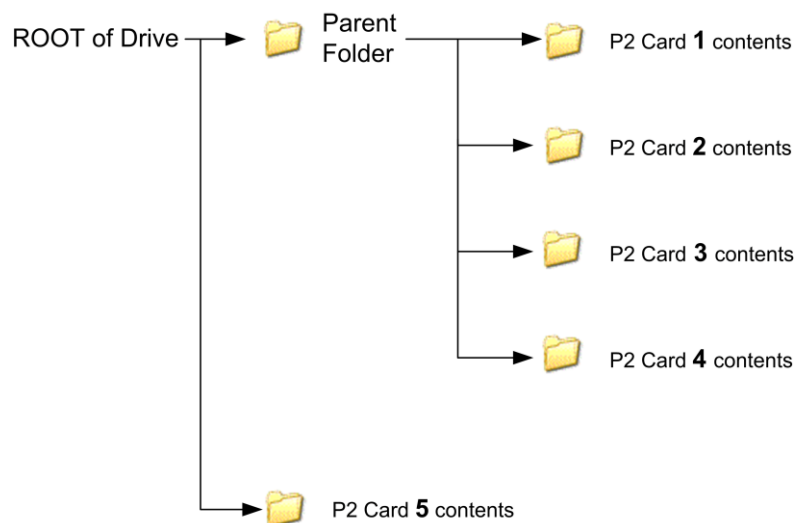 ROOT of Drive
Parent
Folder
P2 Card 1 contents
P2 Card 2 contents
P2 Card 3 contents
P2 Card 4 contents
P2 Card 5 contents